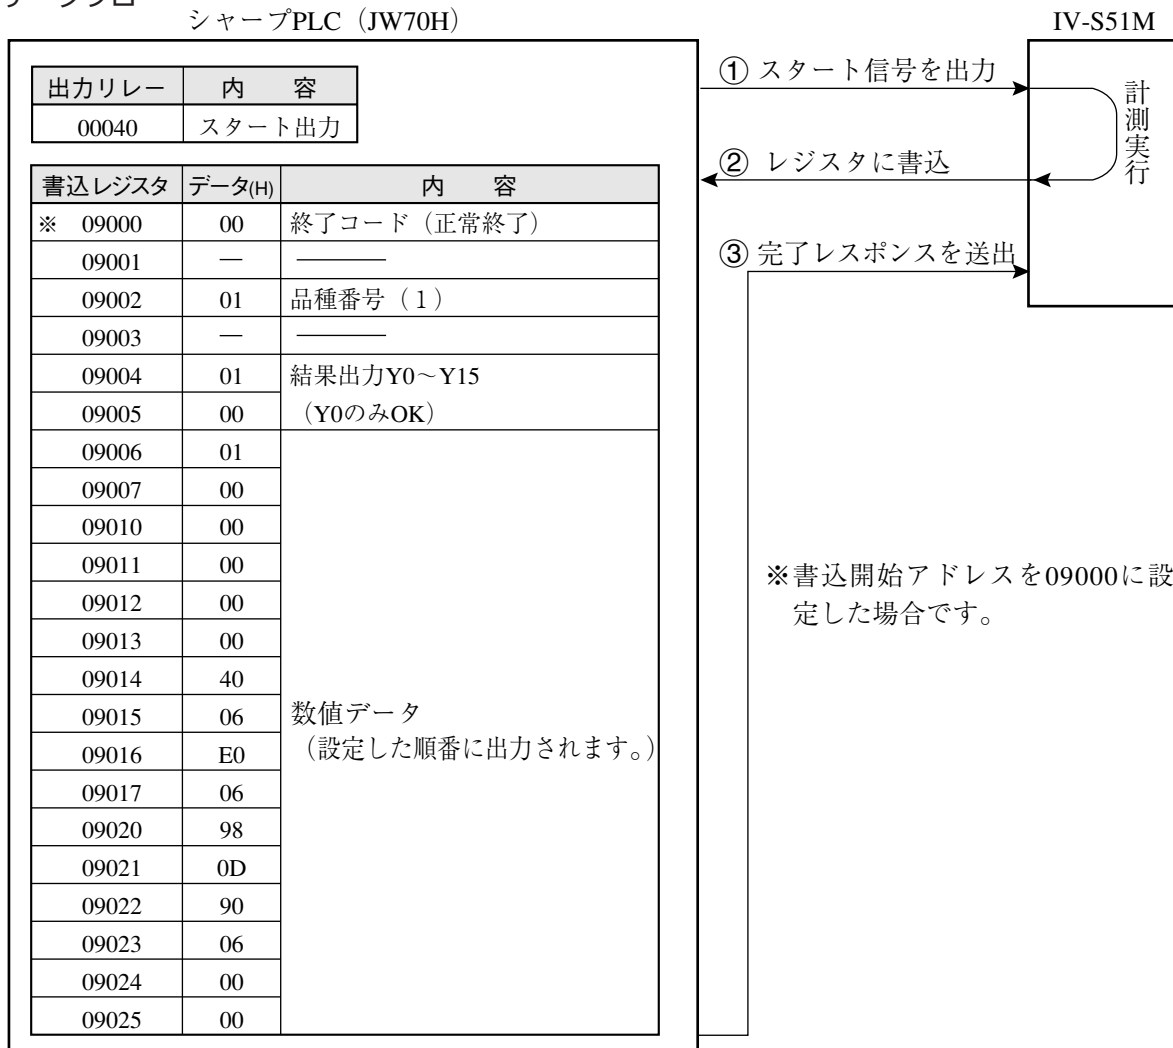 データフロー
シャープPLC（JW70H）
IV-S51M
出力リレー 内 容
00040 スタート出力
① スタート信号を出力
計測実行
② レジスタに書込
③ 完了レスポンスを送出
書込レジスタ データ(H) 内 容
※ 09000 00 終了コード（正常終了）
09001 — ———
09002 01 品種番号（１）
09003 — ———
09004 01 結果出力Y0～Y15
09005 00 （Y0のみOK）
09006 01
09007 00
09010 00
09011 00
09012 00
09013 00
09014 40
09015 06 数値データ
09016 E0 （設定した順番に出力されます。）
09017 06
09020 98
09021 0D
09022 90
09023 06
09024 00
09025 00
※書込開始アドレスを09000に設
定した場合です。